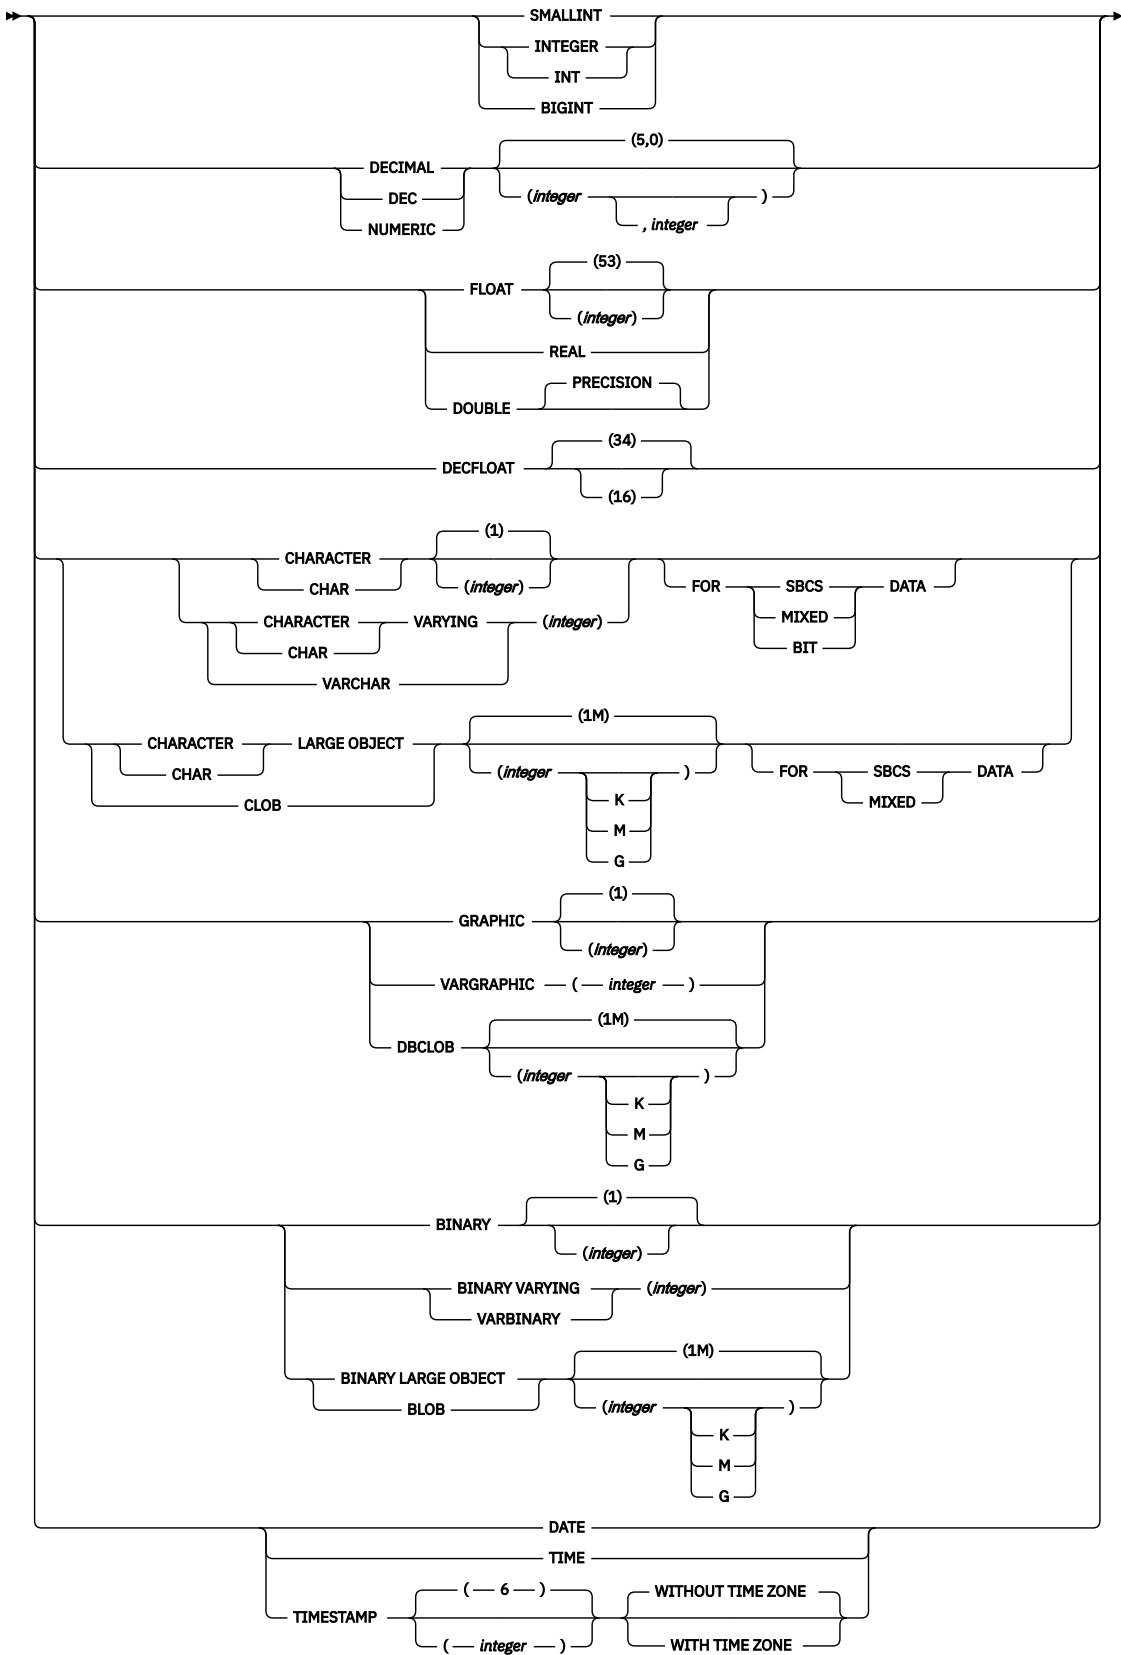 SMALLINT
INTEGER
INT
BIGINT
(5,0)
DECIMAL
DEC
(integer )
NUMERIC
, integer
(53)
FLOAT
(integer)
REAL
PRECISION
DOUBLE
(34)
DECFLOAT
(16)
(1)
CHARACTER
CHAR
(integer)
FOR SBCS DATA
MIXED
BIT
CHARACTER VARYING (integer)
CHAR
VARCHAR
(1M)
CHARACTER LARGE OBJECT
CHAR
(integer )
FOR SBCS DATA
K
MIXED
CLOB
M
G
(1)
GRAPHIC
(integer)
VARGRAPHIC ( integer )
(1M)
DBCLOB
(integer )
K
M
G
(1)
BINARY
(integer)
BINARY VARYING (integer)
VARBINARY
(1M)
BINARY LARGE OBJECT
BLOB
(integer )
K
M
G
DATE
TIME
( 6 ) WITHOUT TIME ZONE
TIMESTAMP
( integer ) WITH TIME ZONE